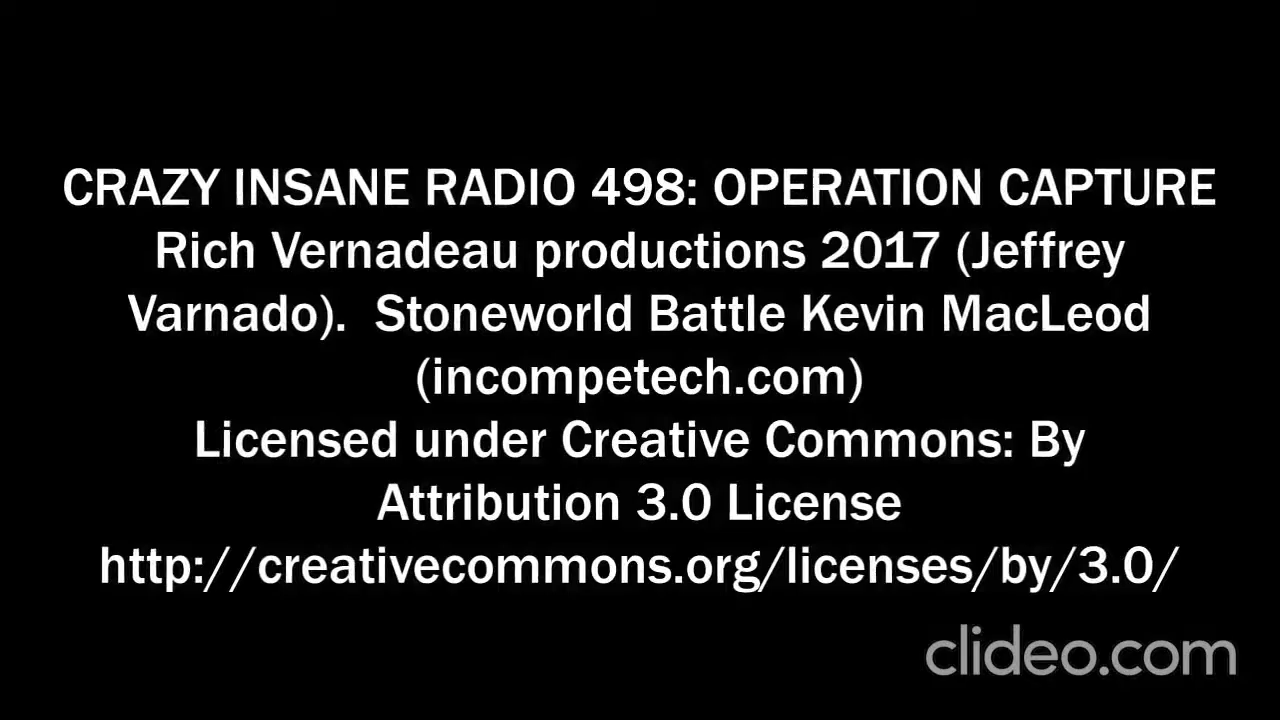 CRAZY INSANE RADIO 498: OPERATION CAPTURE
Rich Vernadeau productions 2017 (Jeffrey
Varnado).  Stoneworld Battle Kevin MacLeod
(incompetech.com)
Licensed under Creative Commons: By
Attribution 3.0 License
http://creativecommons.org/licenses/by/3.0/
clideo.com